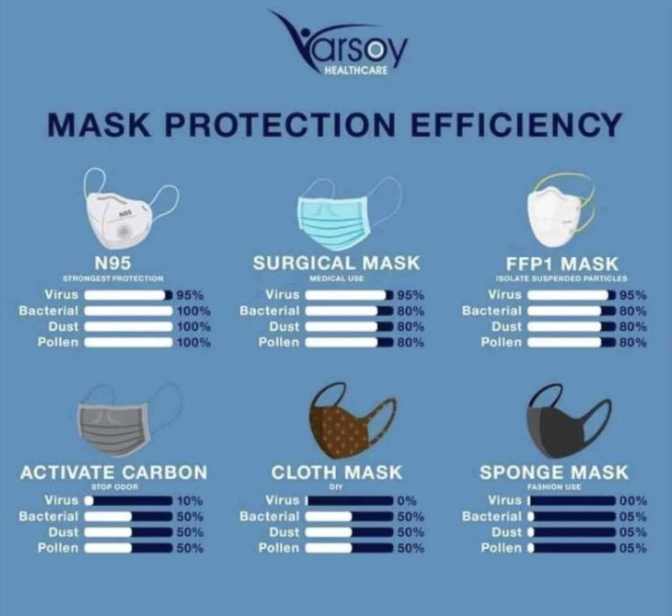 Varsoy
HEALTHCARE
MASK PROTECTION EFFICIENCY
N95
N95
STRONGEST PROTECTION
Virus 95%
Bacterial 100%
Dust 100%
Pollen 100%
SURGICAL MASK
MEDICAL USE
Virus 95%
Bacterial 80%
Dust 80%
Pollen 80%
FFP1 MASK
ISOLATE SUSPENDED PARTICLES
Virus 95%
Bacterial 80%
Dust 80%
Pollen 80%
ACTIVATE CARBON
STOP ODOR
Virus 10%
Bacterial 50%
Dust 50%
Pollen 50%
CLOTH MASK
DIY
Virus 0%
Bacterial 50%
Dust 50%
Pollen 50%
SPONGE MASK
FASHION USE
Virus 00%
Bacterial 05%
Dust 05%
Pollen 05%